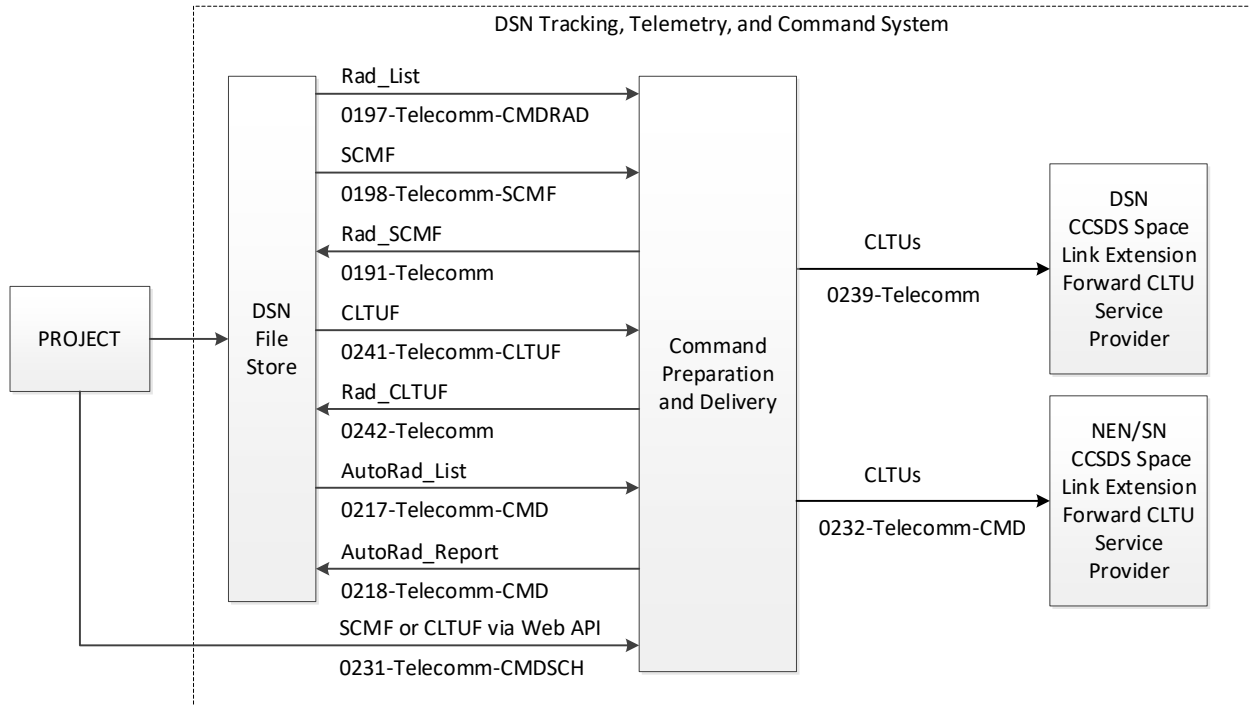 DSN Tracking, Telemetry, and Command System
PROJECT
DSN
File
Store
Rad_List
0197-Telecomm-CMDRAD
SCMF
0198-Telecomm-SCMF
Rad_SCMF
0191-Telecomm
CLTUF
0241-Telecomm-CLTUF
Rad_CLTUF
0242-Telecomm
AutoRad_List
0217-Telecomm-CMD
AutoRad_Report
0218-Telecomm-CMD
SCMF or CLTUF via Web API
0231-Telecomm-CMDSCH
Command
Preparation
and Delivery
CLTUs
0239-Telecomm
CLTUs
0232-Telecomm-CMD
DSN
CCSDS Space
Link Extension
Forward CLTU
Service
Provider
NEN/SN
CCSDS Space
Link Extension
Forward CLTU
Service
Provider